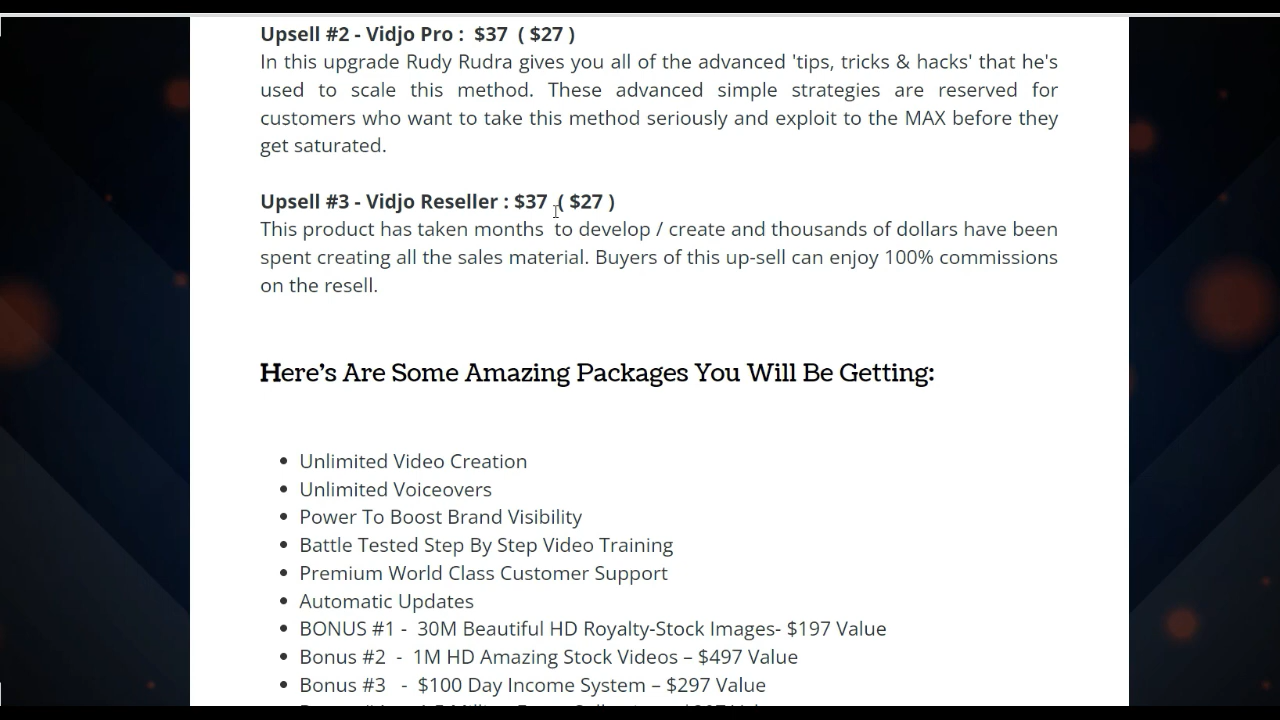 Upsell #2 - Vidjo Pro : $37 ( $27 )
In this upgrade Rudy Rudra gives you all of the advanced 'tips, tricks & hacks' that he's
used to scale this method. These advanced simple strategies are reserved for
customers who want to take this method seriously and exploit to the MAX before they
get saturated.
Upsell #3 - Vidjo Reseller : $37 ( $27 )
This product has taken months to develop / create and thousands of dollars have been
spent creating all the sales material. Buyers of this up-sell can enjoy 100% commissions
on the resell.
Here's Are Some Amazing Packages You Will Be Getting:
• Unlimited Video Creation
• Unlimited Voiceovers
• Power To Boost Brand Visibility
• Battle Tested Step By Step Video Training
• Premium World Class Customer Support
• Automatic Updates
• BONUS #1 - 30M Beautiful HD Royalty-Stock Images- $197 Value
• Bonus #2 - 1M HD Amazing Stock Videos – $497 Value
• Bonus #3 - $100 Day Income System – $297 Value